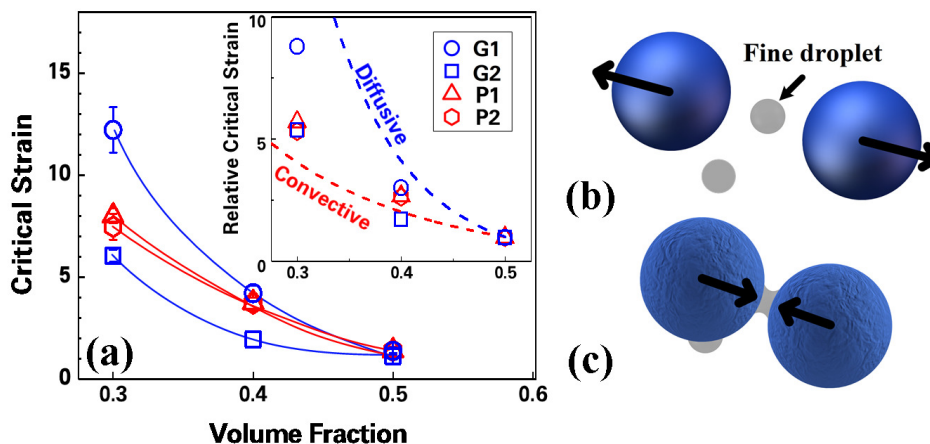 Critical Strain
15
10
5
0
0.3
0.4
0.5
0.6
Volume Fraction
(a)
Relative Critical Strain
10
5
0
0.3
0.4
0.5
Diffusive
Convective
G1
G2
P1
P2
Fine droplet
(b)
(c)